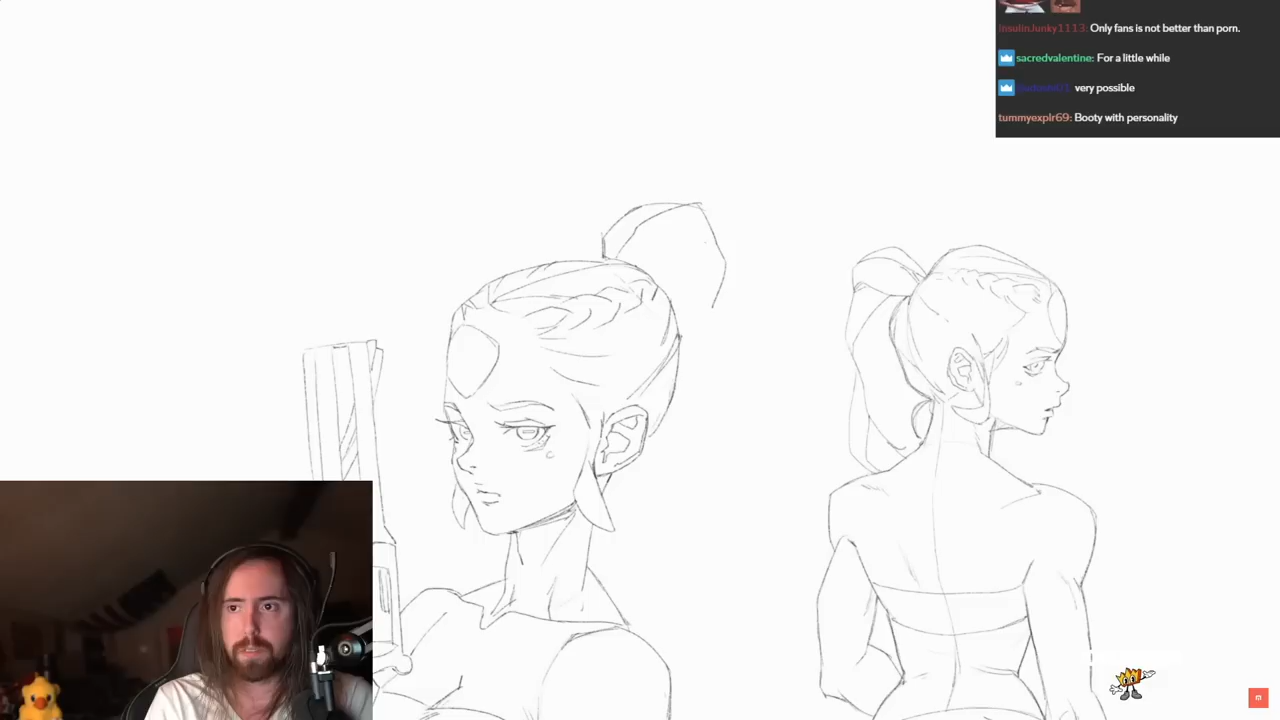 InsulinJunky1113: Only fans is not better than porn.
sacredvalentine: For a little while
very possible
tummyexplr69: Booty with personality